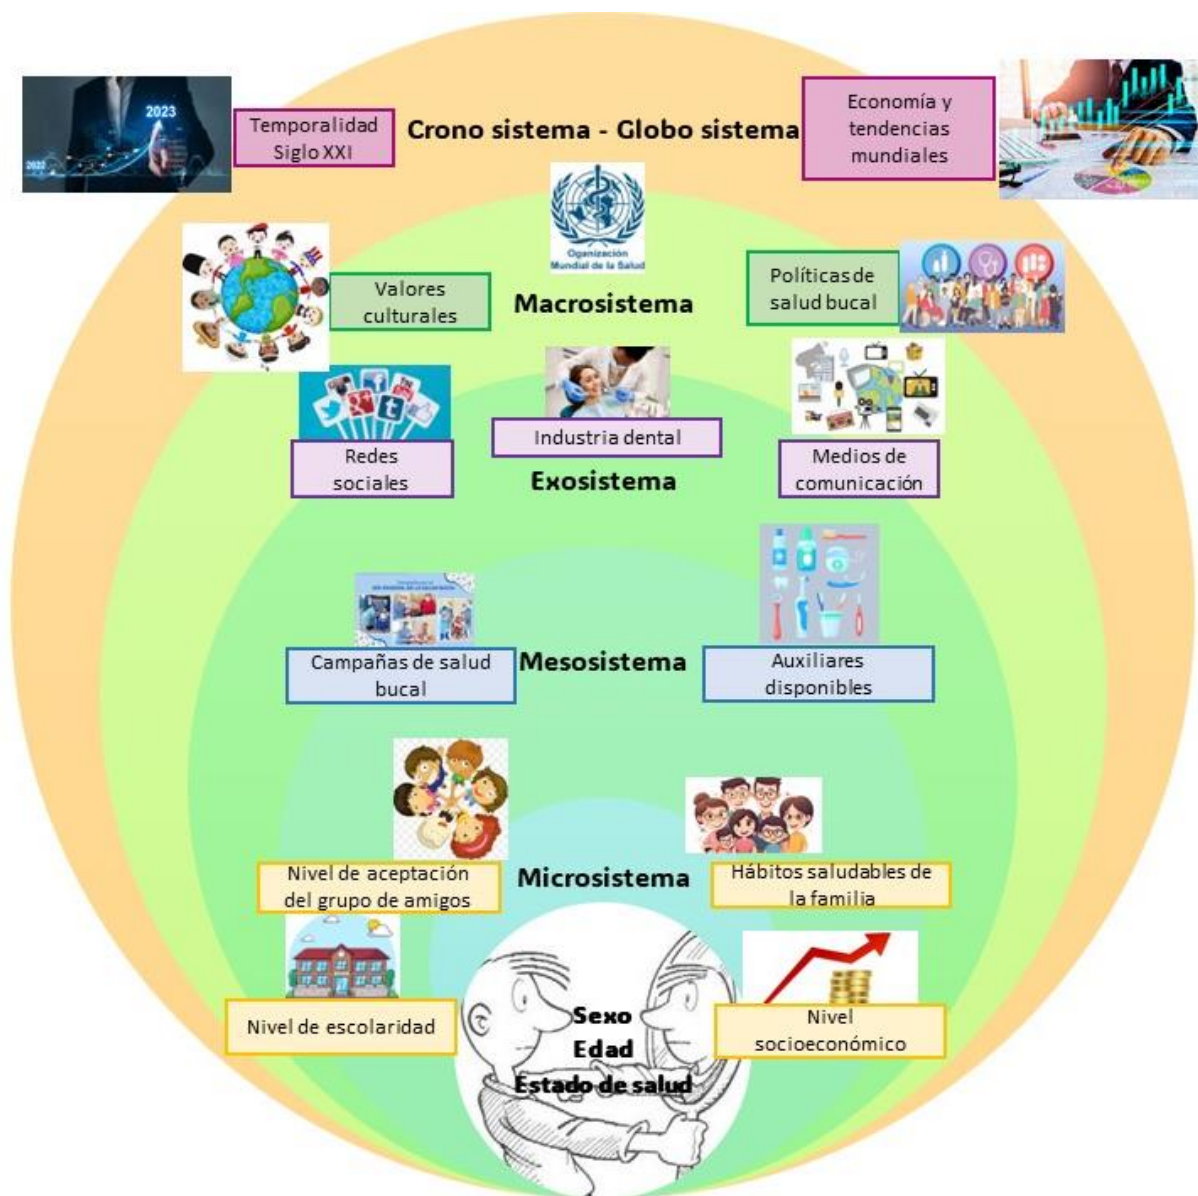 2023
2022
Temporalidad
Siglo XXI
Crono sistema - Globo sistema
Economía y
tendencias
mundiales
Oganización
Mundial de la Salud
Valores
culturales
Macrosistema
Políticas de
salud bucal
Industria dental
Redes
sociales
Exosistema
Medios de
comunicación
Campañas de salud
bucal
Mesosistema
Auxiliares
disponibles
Nivel de aceptación
del grupo de amigos
Microsistema
Hábitos saludables de
la familia
Nivel de escolaridad
Sexo
Edad
Estado de salud
Nivel
socioeconómico